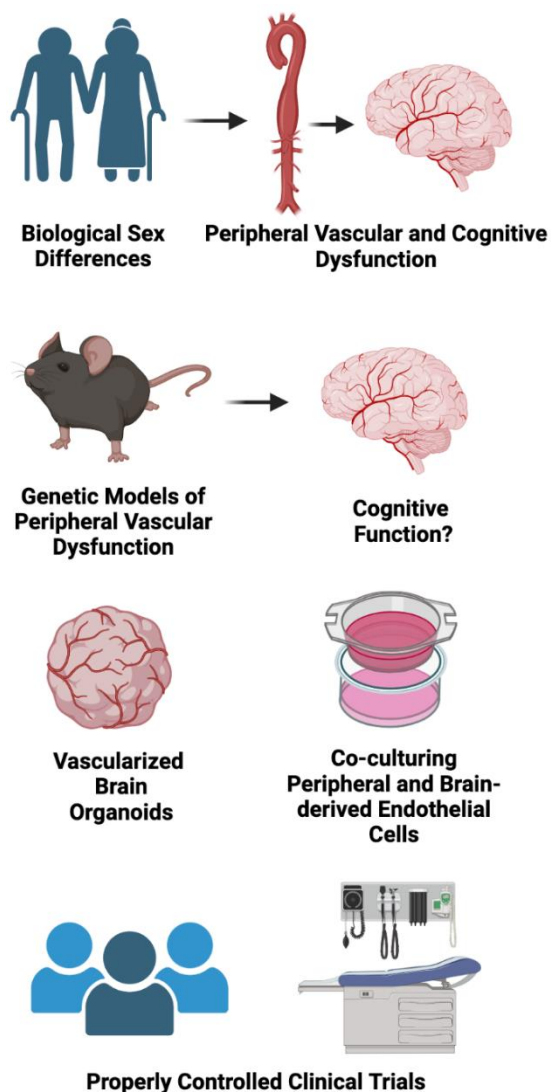 Biological Sex
Differences
Peripheral Vascular and Cognitive
Dysfunction
Genetic Models of
Peripheral Vascular
Dysfunction
Cognitive
Function?
Vascularized
Brain
Organoids
Co-culturing
Peripheral and Brain-
derived Endothelial
Cells
Properly Controlled Clinical Trials